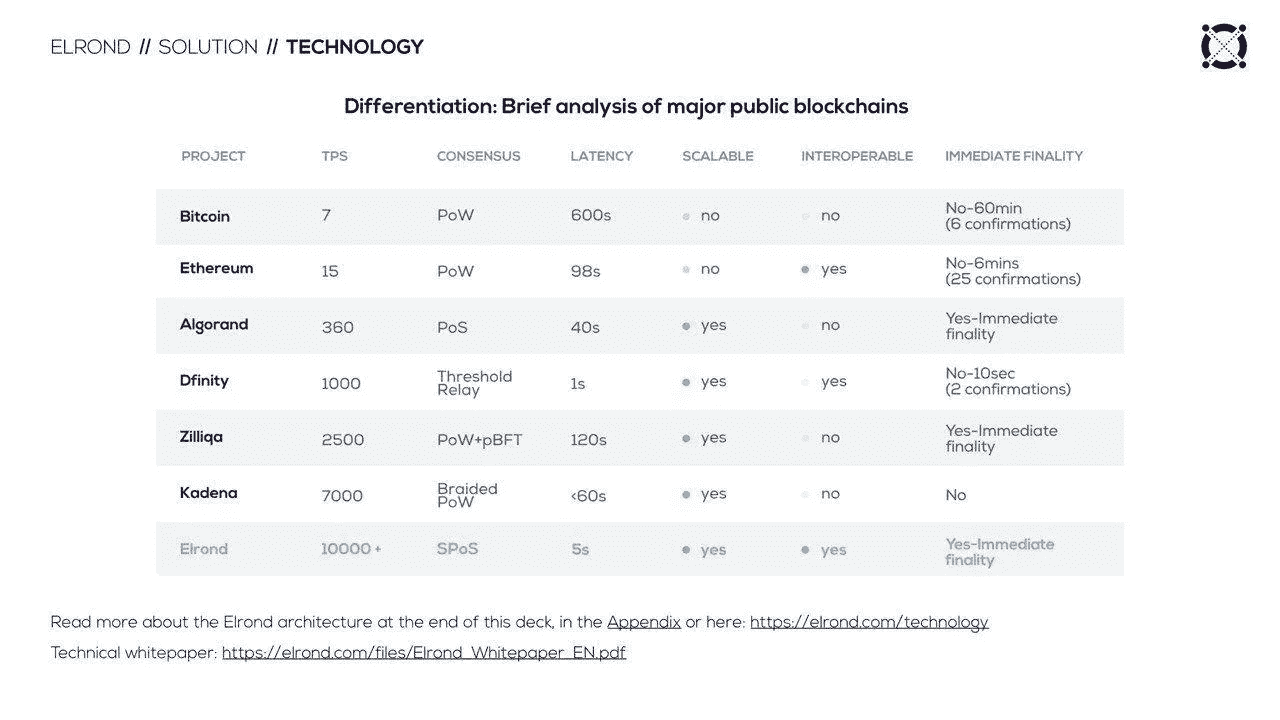 ELROND // SOLUTION // TECHNOLOGY
Differentiation: Brief analysis of major public blockchains
PROJECT TPS CONSENSUS LATENCY SCALABLE INTEROPERABLE IMMEDIATE FINALITY
Bitcoin 7 PoW 600s no no No-60min
(6 confirmations)
Ethereum 15 PoW 98s no yes No-6mins
(25 confirmations)
Algorand 360 PoS 40s yes no Yes-Immediate
finality
Dfinity 1000 Threshold 1s yes yes No-10sec
Relay (2 confirmations)
Zilliqa 2500 PoW+pBFT 120s yes no Yes-Immediate
finality
Kadena 7000 Braided <60s yes no No
PoW
Elrond 10000 + SPoS 5s yes yes Yes-Immediate
finality
Read more about the Elrond architecture at the end of this deck, in the Appendix or here: https://elrond.com/technology
Technical whitepaper: https://elrond.com/files/Elrond_Whitepaper_EN.pdf